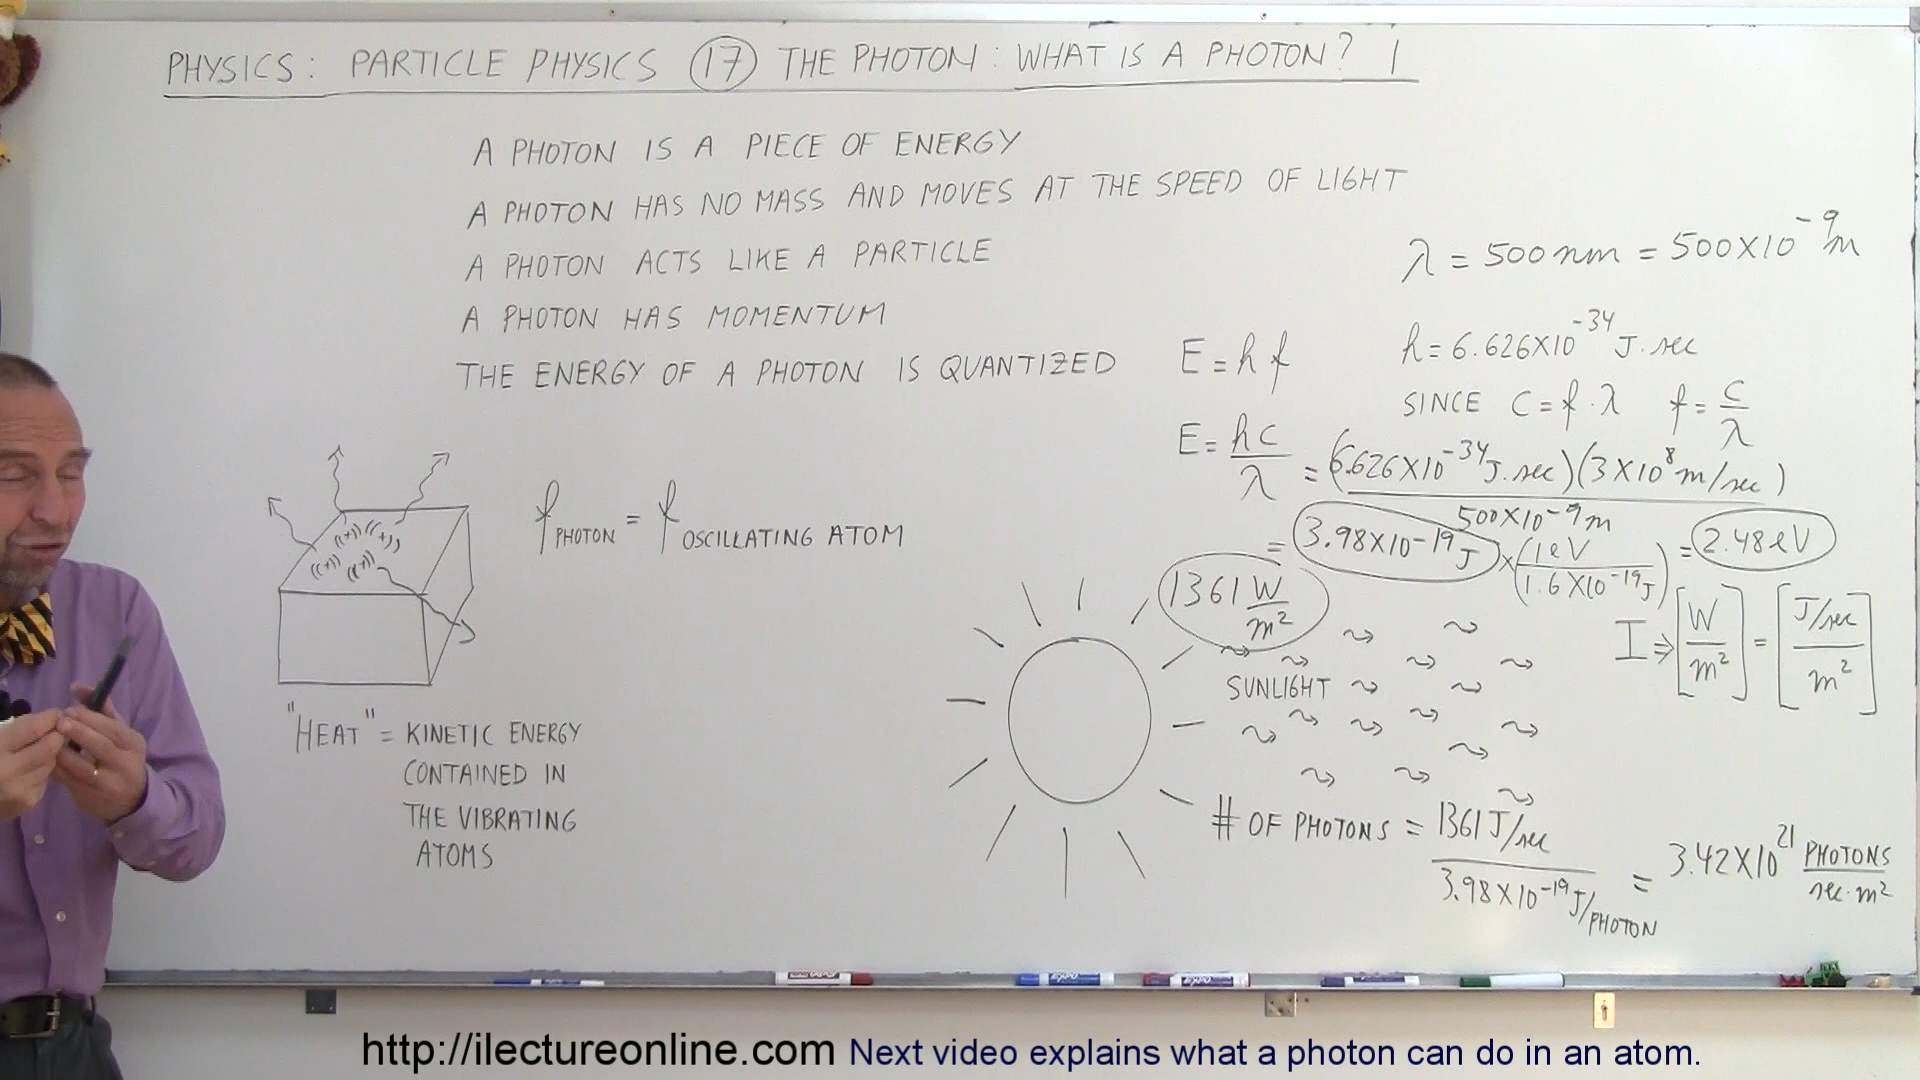 PHYSICS: PARTICLE PHYSICS 17 THE PHOTON: WHAT IS A PHOTON? 1
A PHOTON IS A PIECE OF ENERGY
A PHOTON HAS NO MASS AND MOVES AT THE SPEED OF LIGHT
A PHOTON ACTS LIKE A PARTICLE
A PHOTON HAS MOMENTUM
THE ENERGY OF A PHOTON IS QUANTIZED
λ = 500 nm = 500×10⁻⁹ m
E = hf
h = 6.626×10⁻³⁴ J.sec
SINCE C = f·λ f = C/λ
E = hc/λ = (6.626×10⁻³⁴ J.sec)(3×10⁸ m/sec)
500×10⁻⁹ m
= 3.98×10⁻¹⁹ J × (1eV / 1.6×10⁻¹⁹ J) = 2.48 eV
f PHOTON = f OSCILLATING ATOM
"HEAT" = KINETIC ENERGY
CONTAINED IN
THE VIBRATING
ATOMS
1361 W/m²
I ⇒ [W/m²] = [J/sec / m²]
SUNLIGHT
# OF PHOTONS = 1361 J/sec
3.98×10⁻¹⁹ J/PHOTON
= 3.42×10²¹ PHOTONS / sec·m²
http://ilectureonline.com Next video explains what a photon can do in an atom.